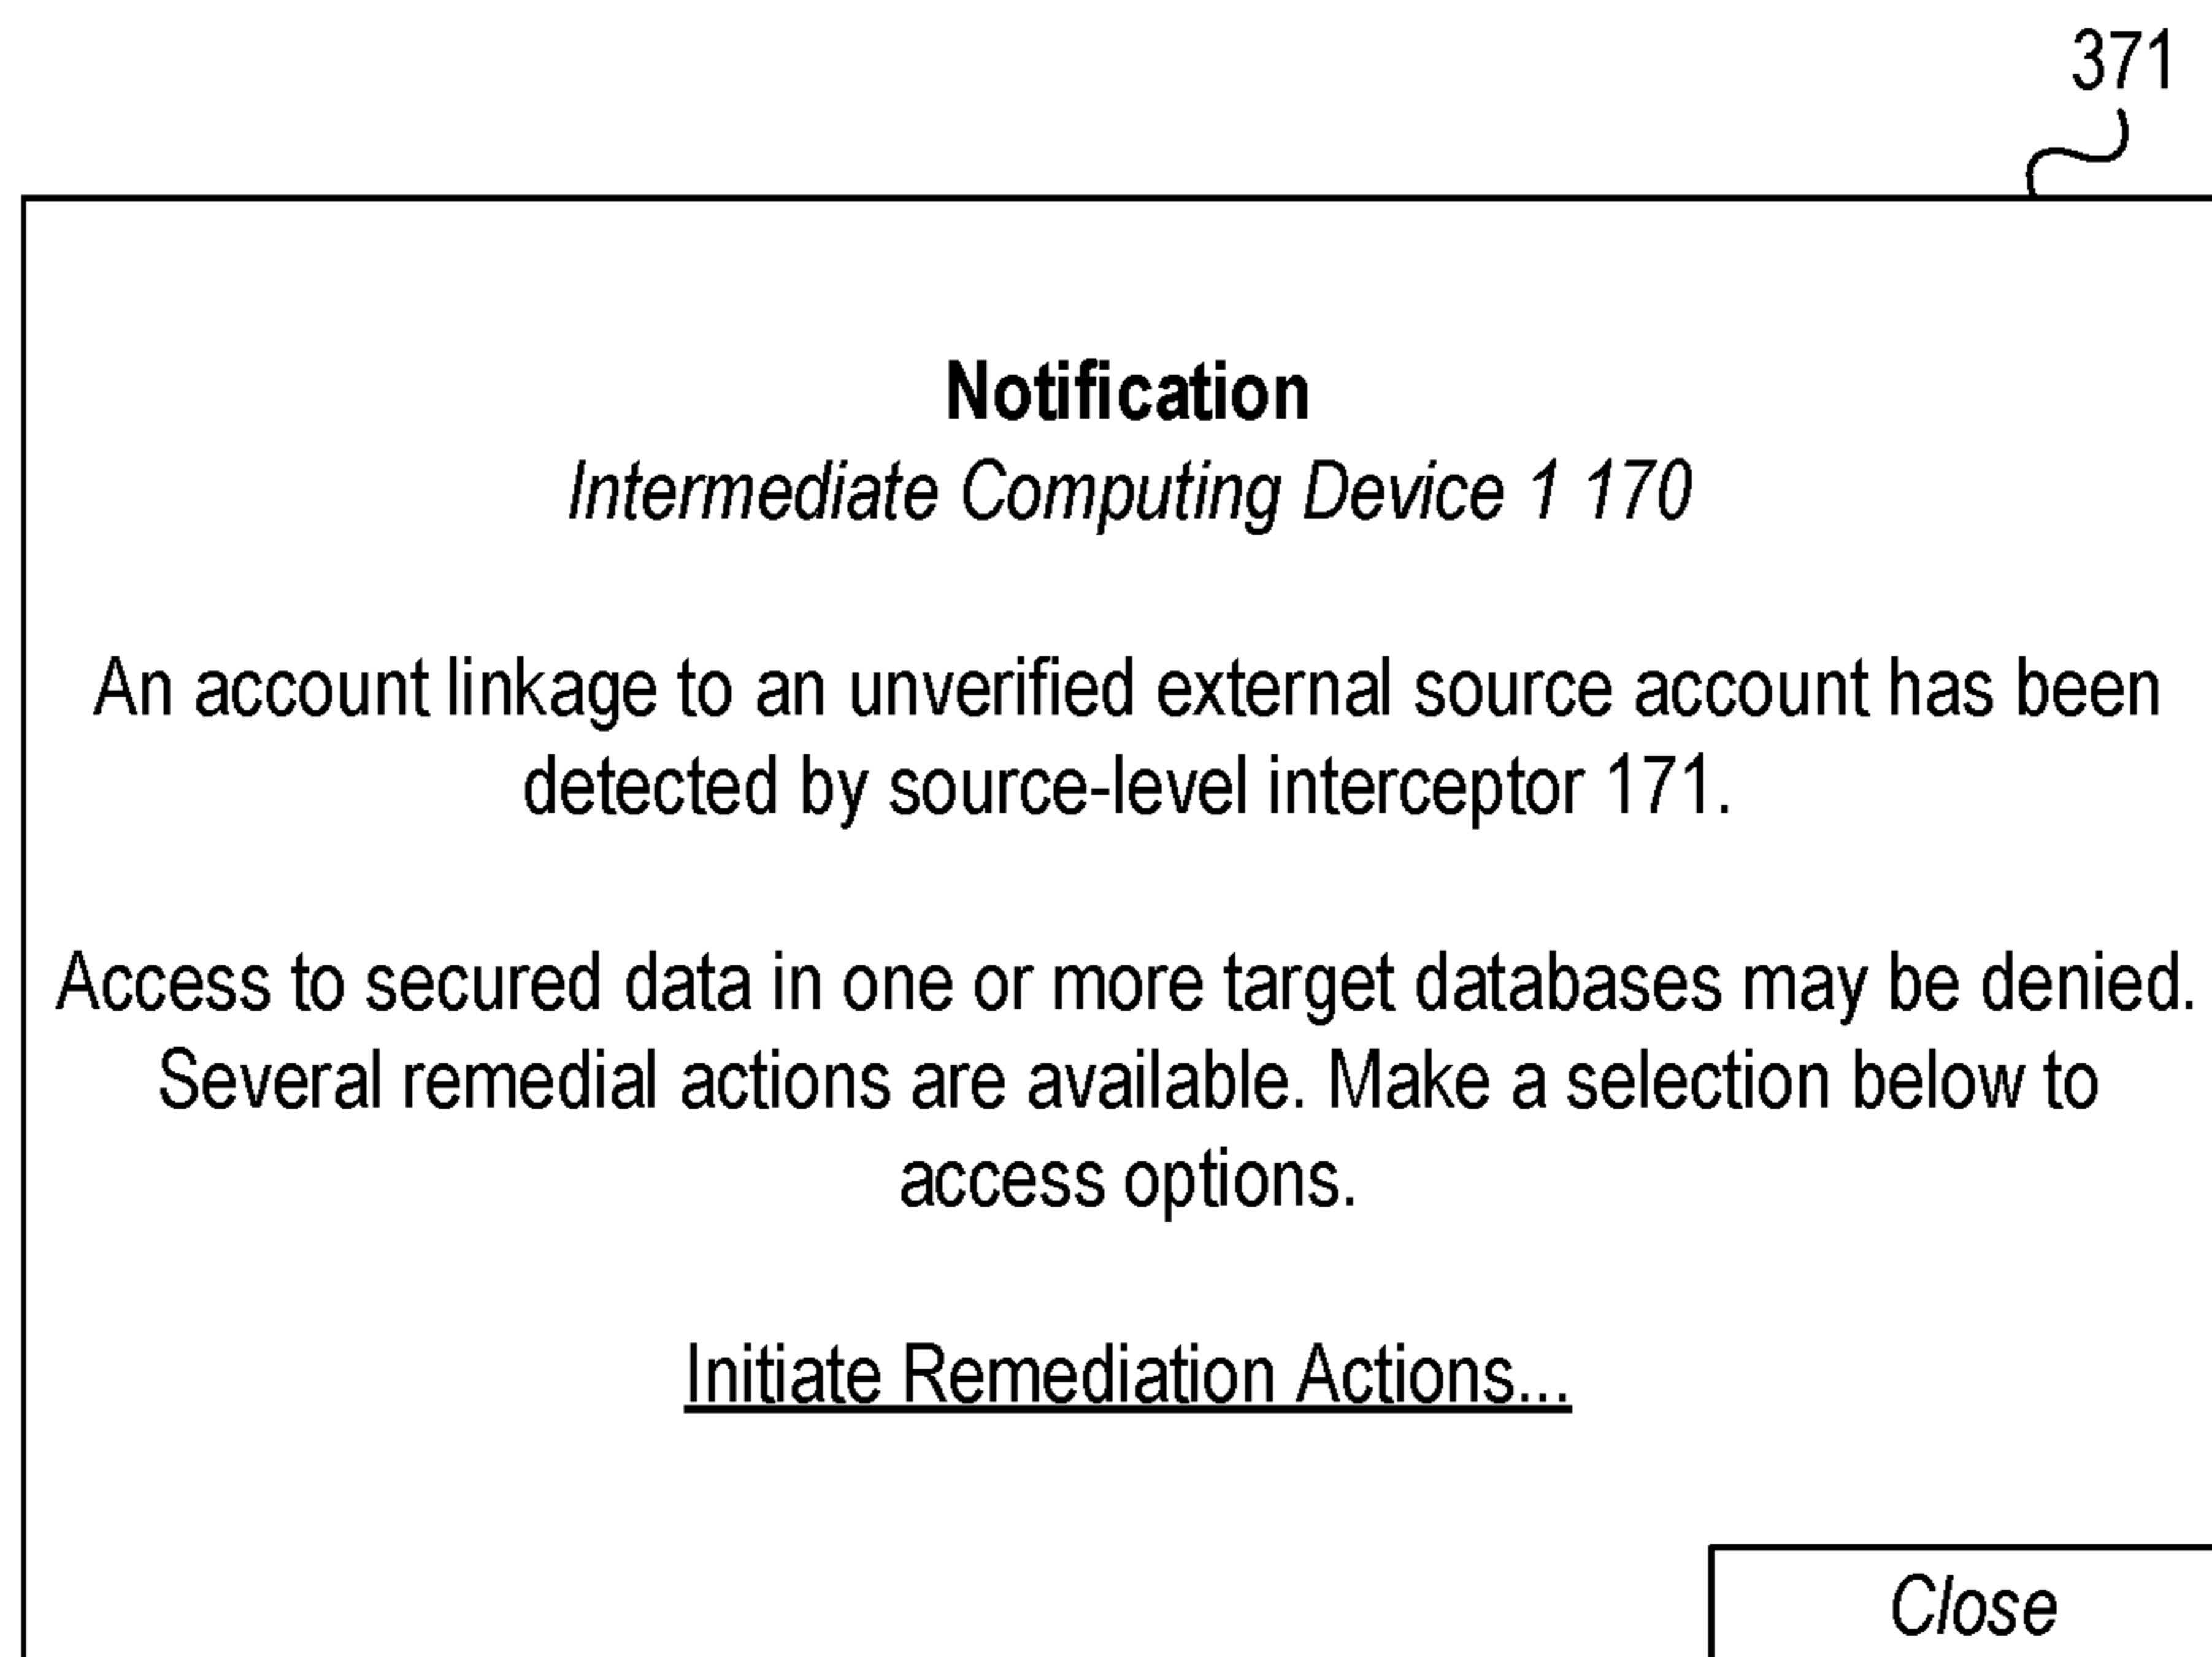 371
Notification
Intermediate Computing Device 1 170
An account linkage to an unverified external source account has been
detected by source-level interceptor 171.
Access to secured data in one or more target databases may be denied.
Several remedial actions are available. Make a selection below to
access options.
Initiate Remediation Actions...
Close